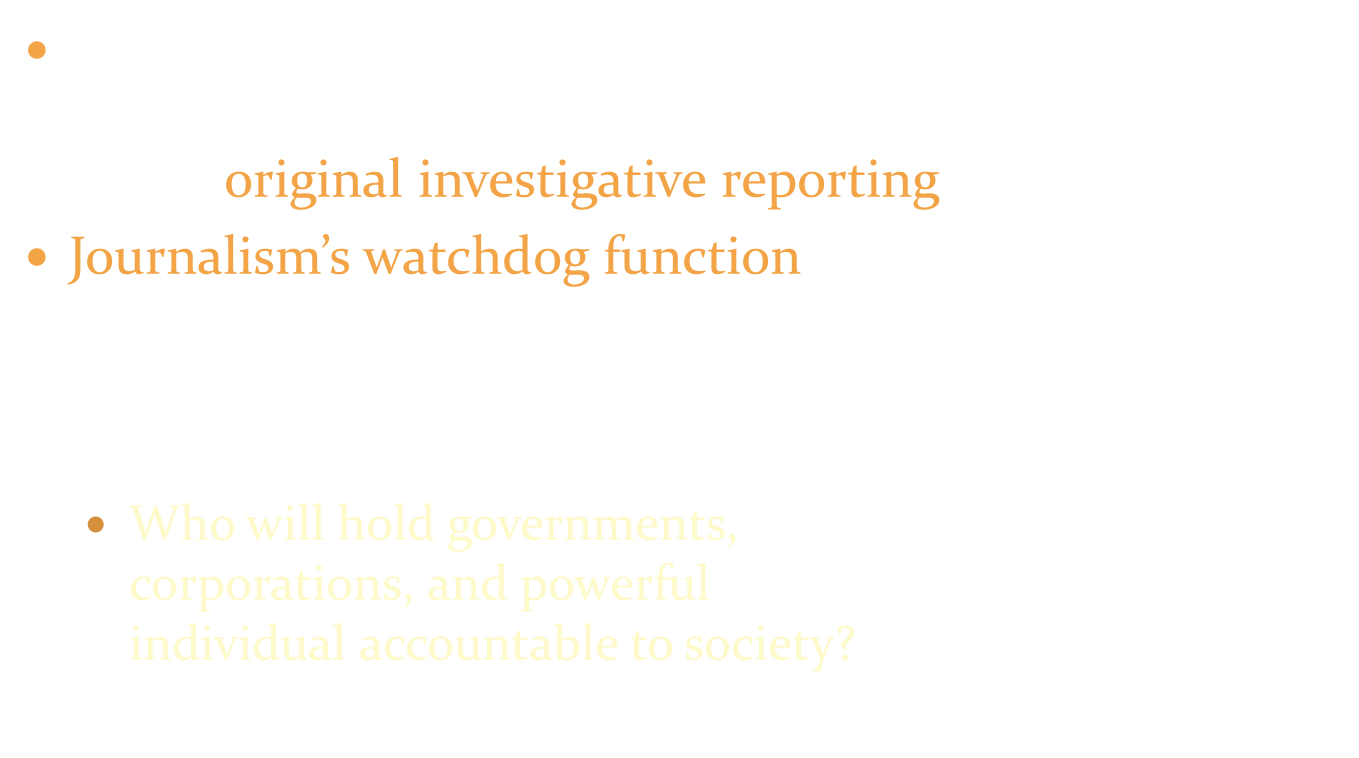 • 
original investigative reporting
• Journalism’s watchdog function
• Who will hold governments,
corporations, and powerful
individual accountable to society?